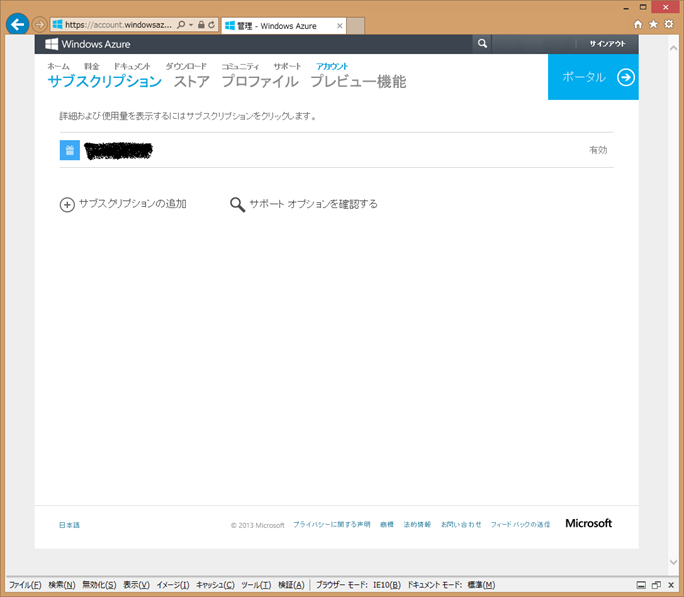 https://account.windowsaz...
管理 - Windows Azure
Windows Azure
サインアウト
ホーム 料金 ドキュメント ダウンロード コミュニティ サポート アカウント
サブスクリプション ストア プロファイル プレビュー機能
ポータル
詳細および使用量を表示するにはサブスクリプションをクリックします。
有効
サブスクリプションの追加 サポート オプションを確認する
日本語 © 2013 Microsoft プライバシーに関する声明 商標 法的情報 お問い合わせ フィードバックの送信 Microsoft
ファイル(F) 検索(N) 無効化(S) 表示(V) イメージ(I) キャッシュ(C) ツール(T) 検証(A) ブラウザー モード: IE10(B) ドキュメント モード: 標準(M)